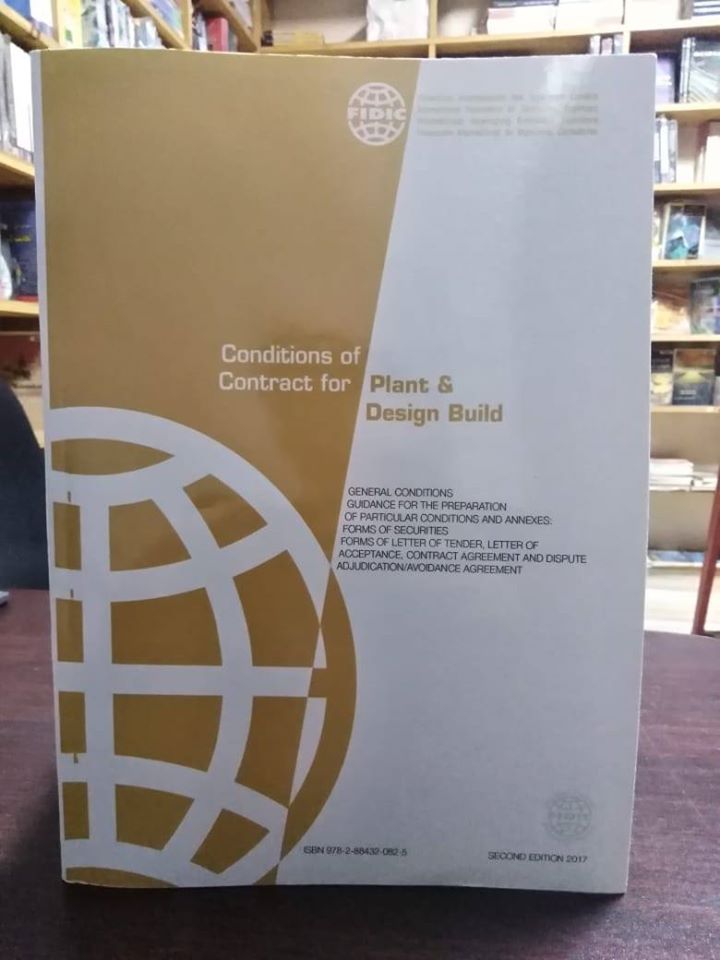 FIDIC
Conditions of
Contract for Plant &
Design Build
GENERAL CONDITIONS
GUIDANCE FOR THE PREPARATION
OF PARTICULAR CONDITIONS AND ANNEXES:
FORMS OF SECURITIES
FORMS OF LETTER OF TENDER, LETTER OF
ACCEPTANCE, CONTRACT AGREEMENT AND DISPUTE
ADJUDICATION/AVOIDANCE AGREEMENT
FIDIC
ISBN 978-2-88432-082-5
SECOND EDITION 2017